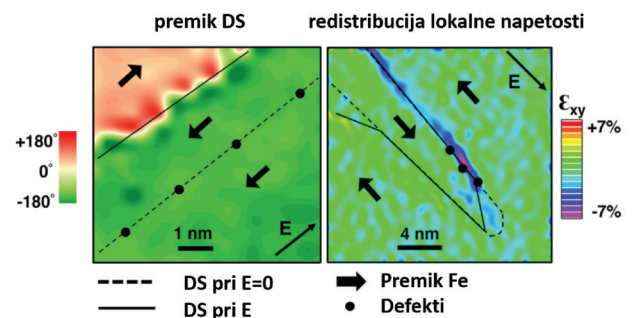 premik DS
redistribucija lokalne napetosti
+180°
0°
-180°
E
1 nm
E
4 nm
εxy
+7%
-7%
DS pri E=0
Premik Fe
DS pri E
Defekti